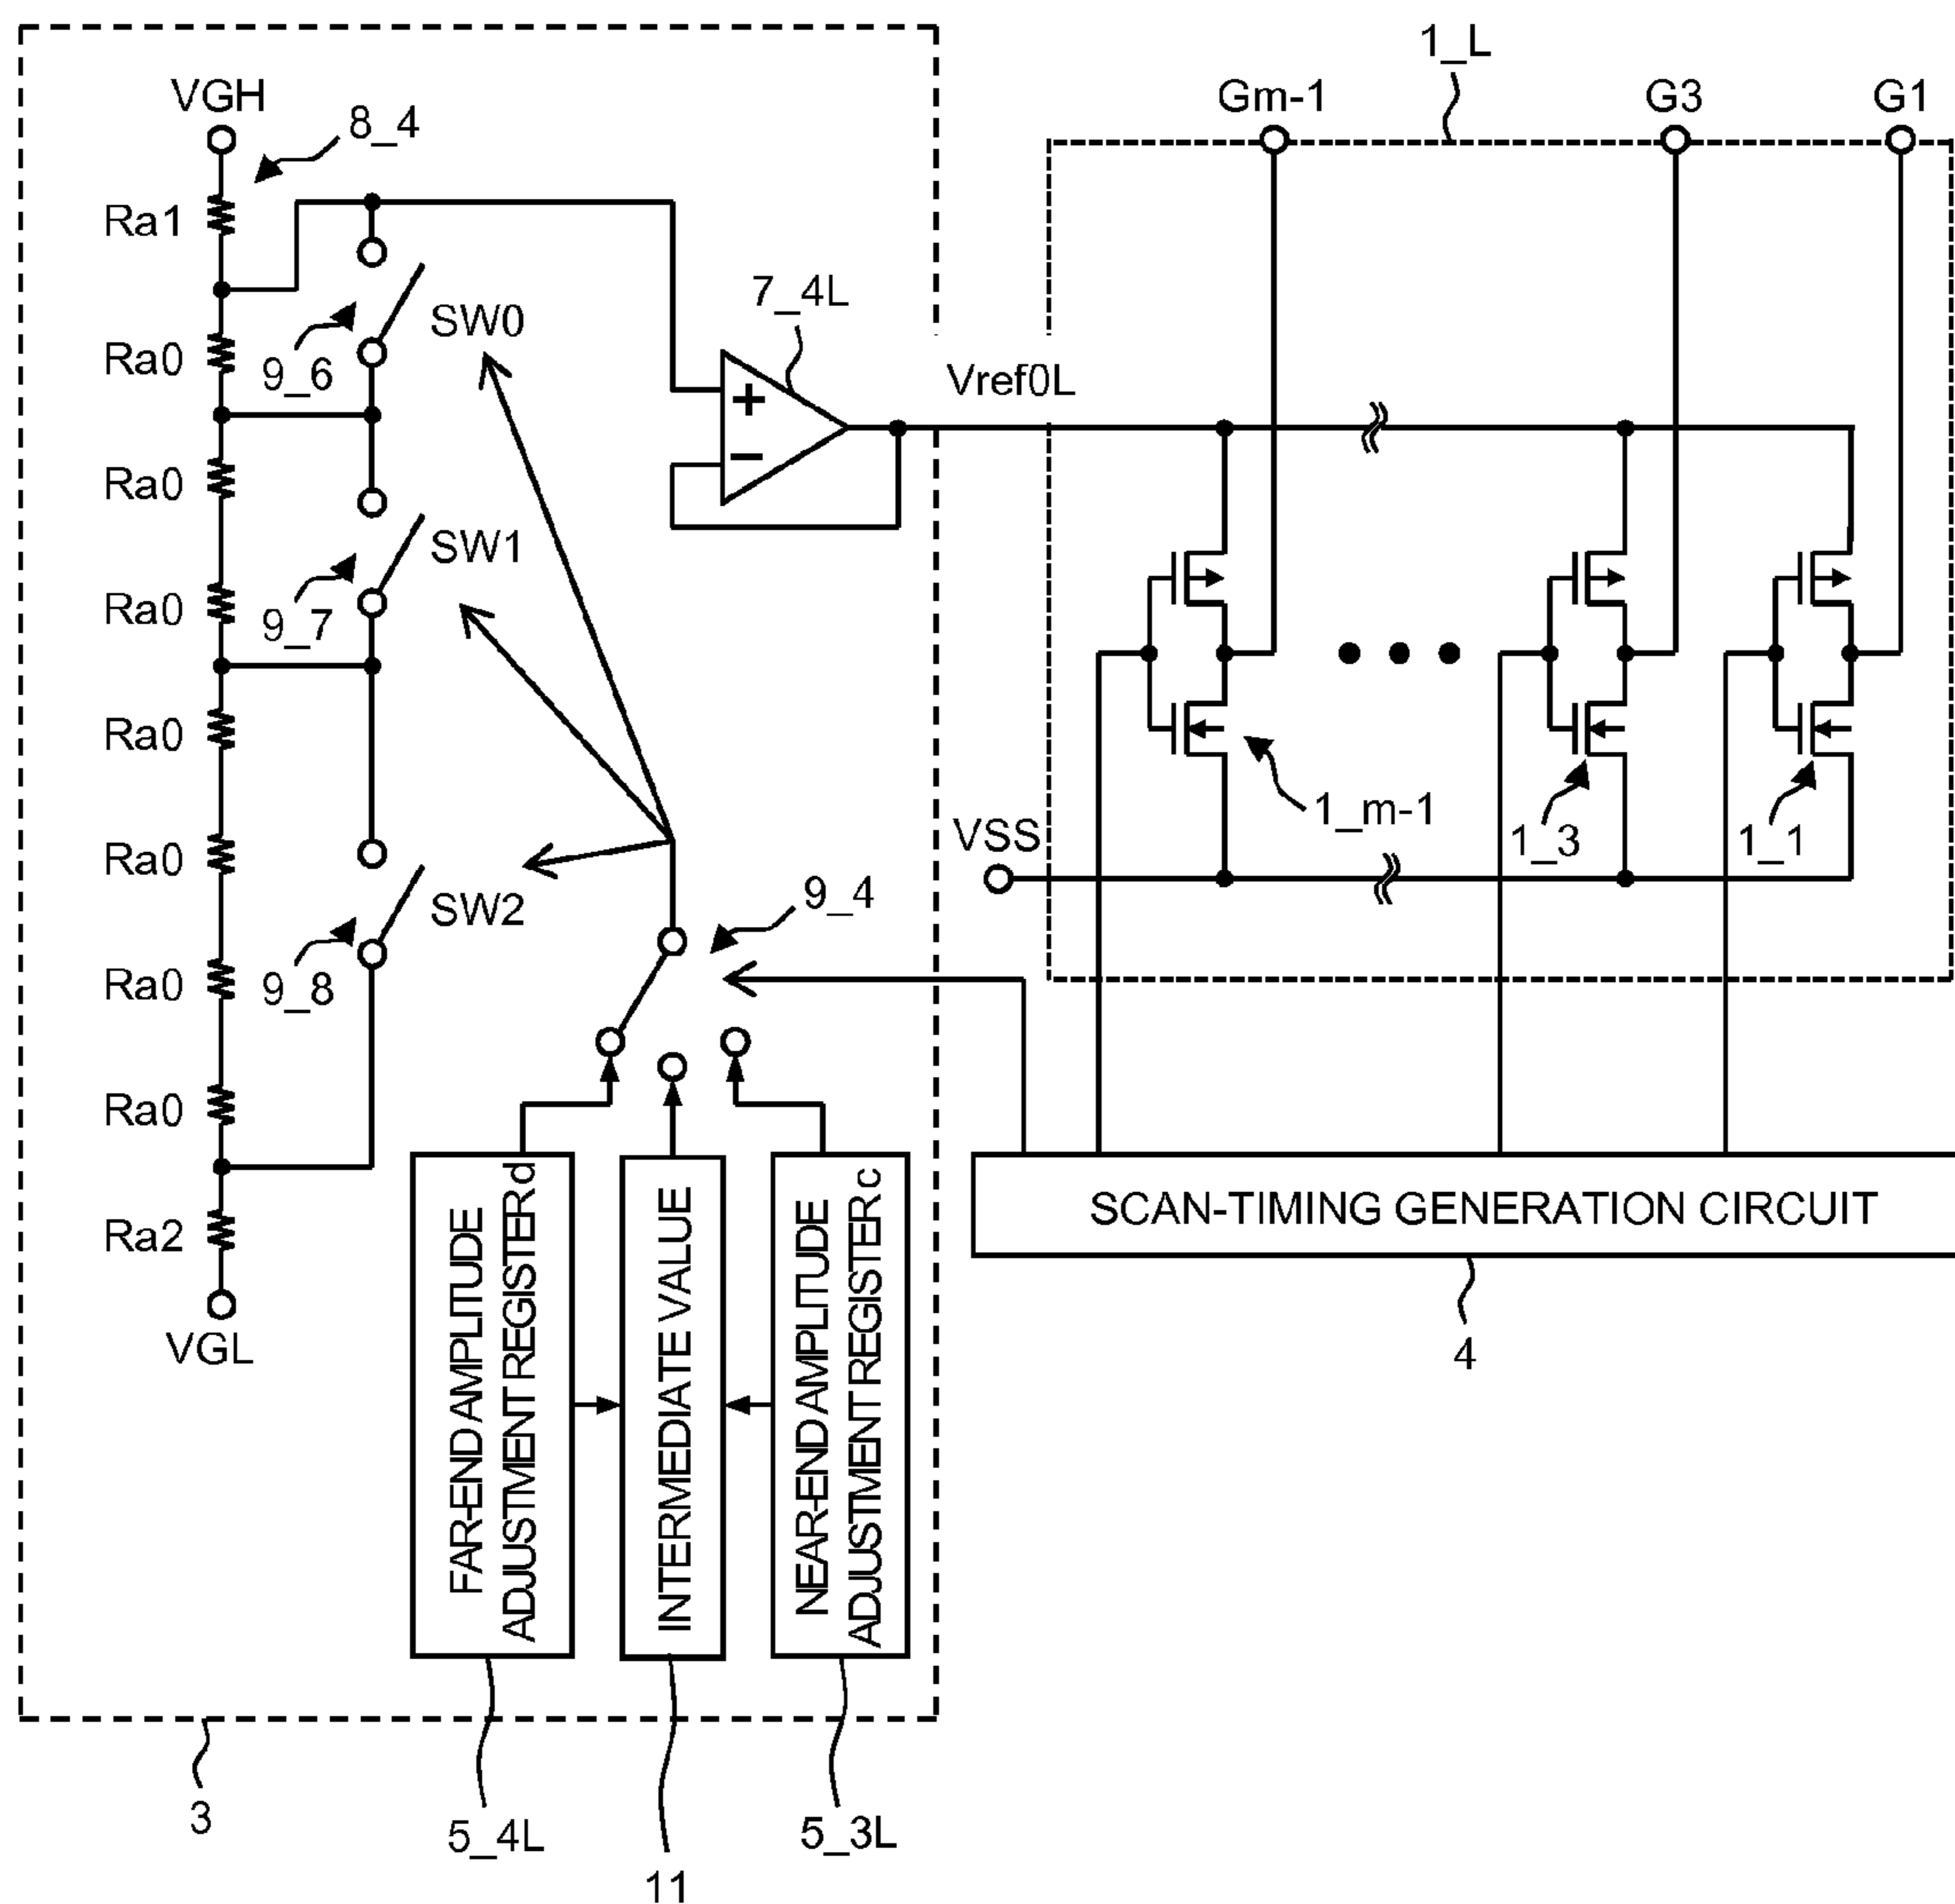 1_L
VGH
8_4
Gm-1
G3
G1
Ra1
7_4L
SW0
Ra0
9_6
Vref0L
+
Ra0
−
SW1
Ra0
9_7
Ra0
1_m-1
1_3
1_1
VSS
Ra0
SW2
9_4
Ra0
9_8
Ra0
Ra2
VGL
FAR-END AMPLITUDE
ADJUSTMENT REGISTER d
INTERMEDIATE VALUE
NEAR-END AMPLITUDE
ADJUSTMENT REGISTER c
SCAN-TIMING GENERATION CIRCUIT
4
3
5_4L
11
5_3L